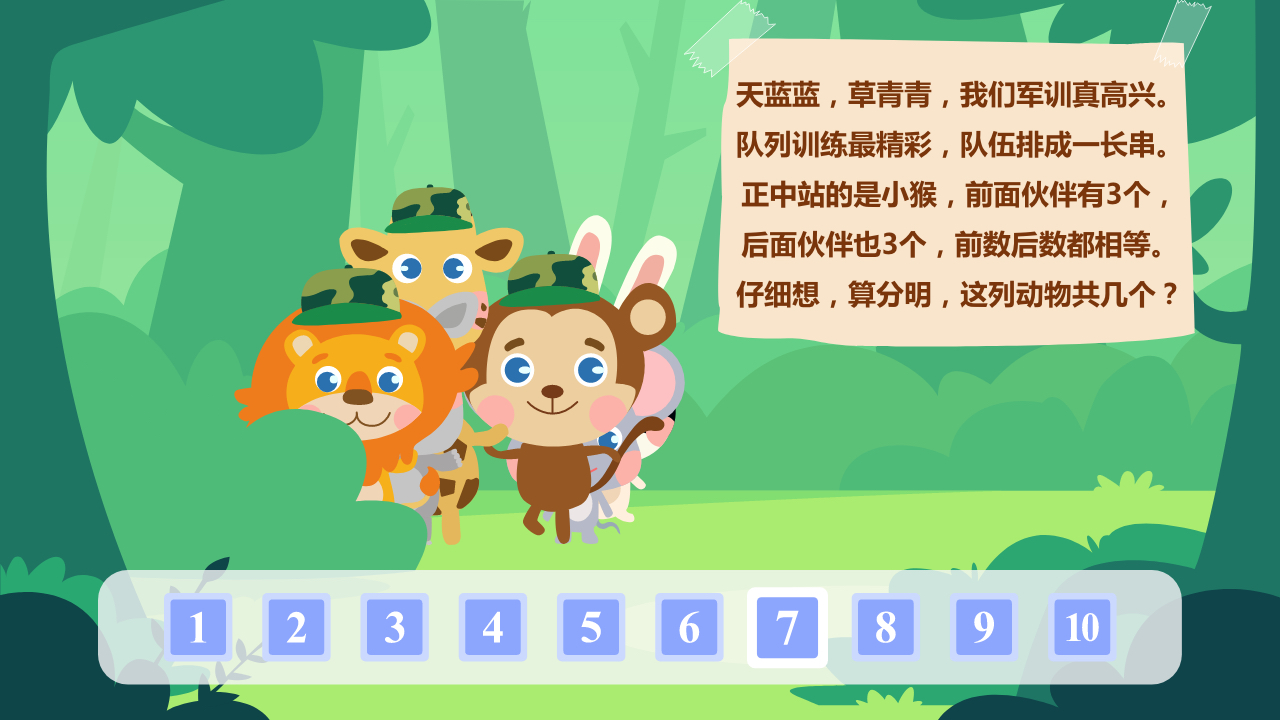 天蓝蓝，草青青，我们军训真高兴。
队列训练最精彩，队伍排成一长串。
正中站的是小猴，前面伙伴有3个，
后面伙伴也3个，前数后数都相等。
仔细想，算分明，这列动物共几个？
1 2 3 4 5 6 7 8 9 10